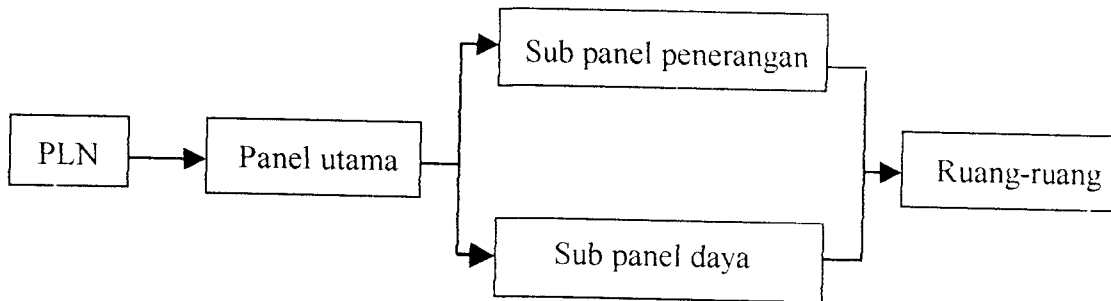 Sub panel penerangan
PLN
Panel utama
Ruang-ruang
Sub panel daya